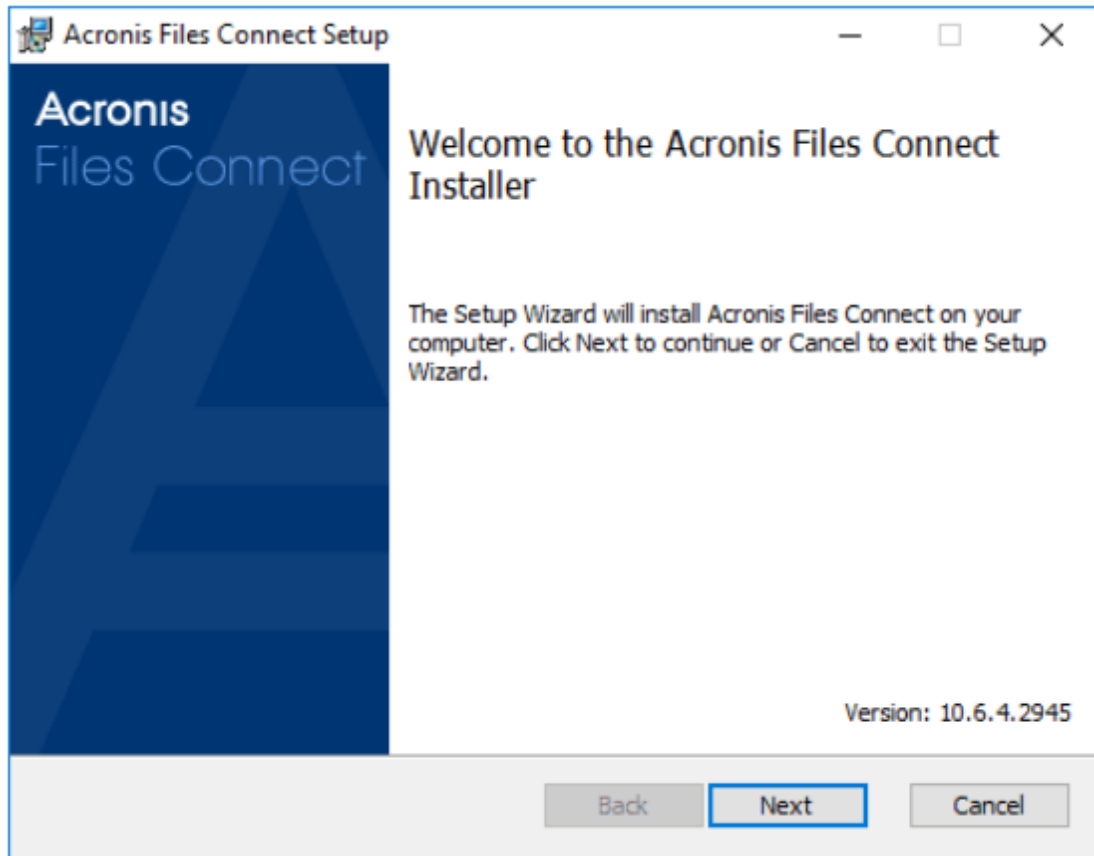 Acronis Files Connect Setup
Acronis
Files Connect
Welcome to the Acronis Files Connect
Installer
The Setup Wizard will install Acronis Files Connect on your
computer. Click Next to continue or Cancel to exit the Setup
Wizard.
Version: 10.6.4.2945
Back
Next
Cancel